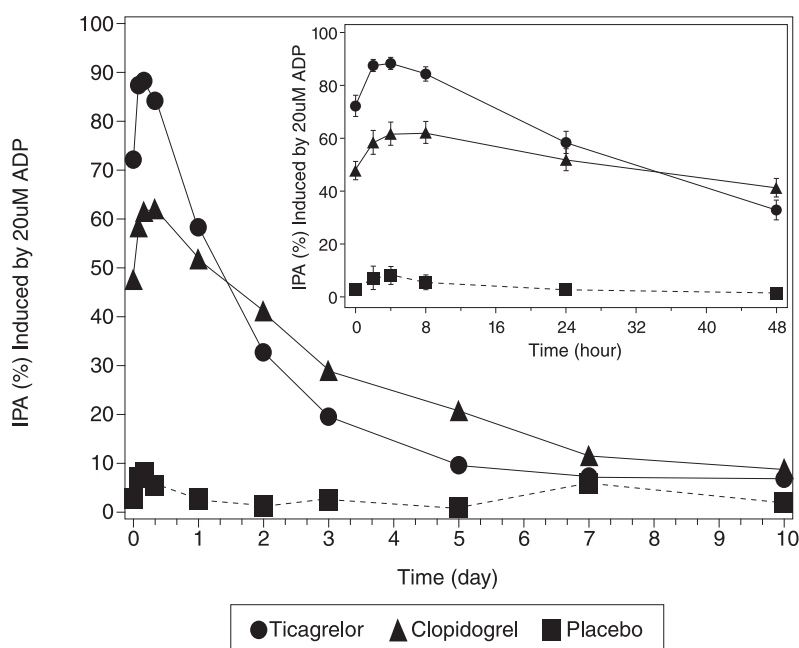 IPA (%) Induced by 20uM ADP
100
90
80
70
60
50
40
30
20
10
0
0 1 2 3 4 5 6 7 8 9 10
Time (day)
IPA (%) Induced by 20uM ADP
100
80
60
40
20
0
0 8 16 24 32 40 48
Time (hour)
Ticagrelor Clopidogrel Placebo